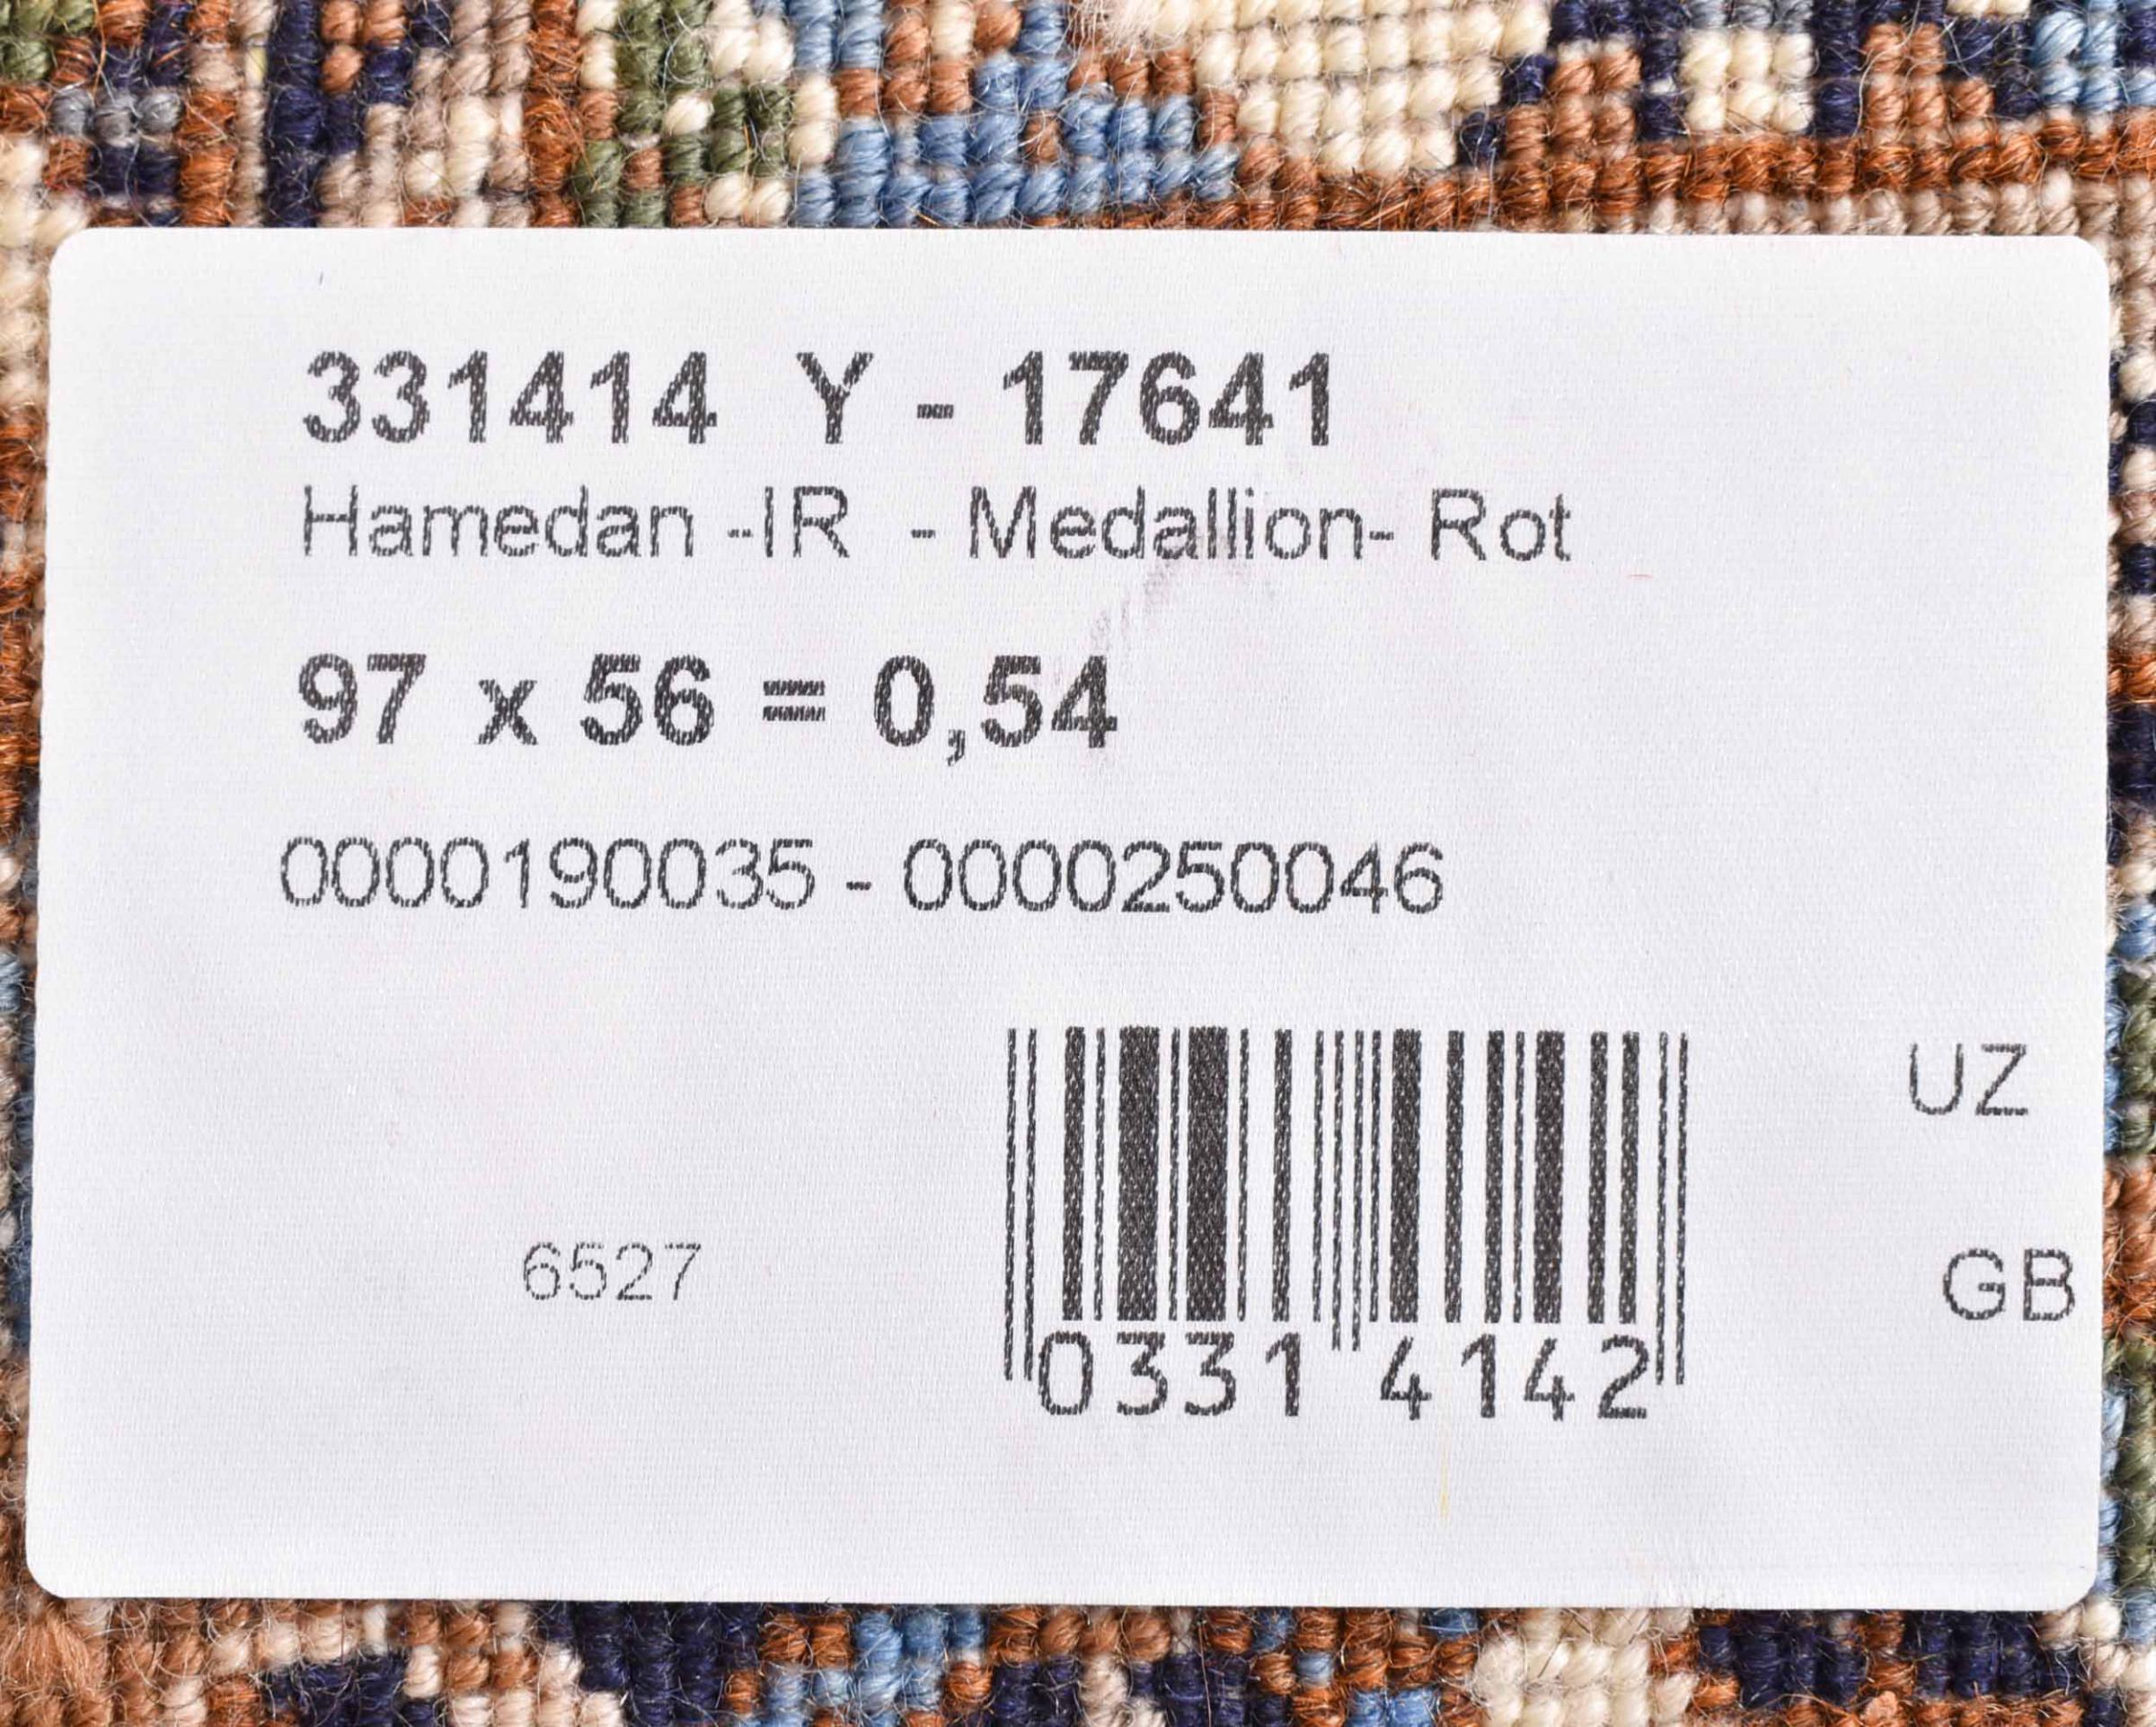 331414 Y - 17641
Hamedan -IR - Medallion- Rot
97 x 56 = 0,54
0000190035 - 0000250046
UZ
6527
GB
0331 4142